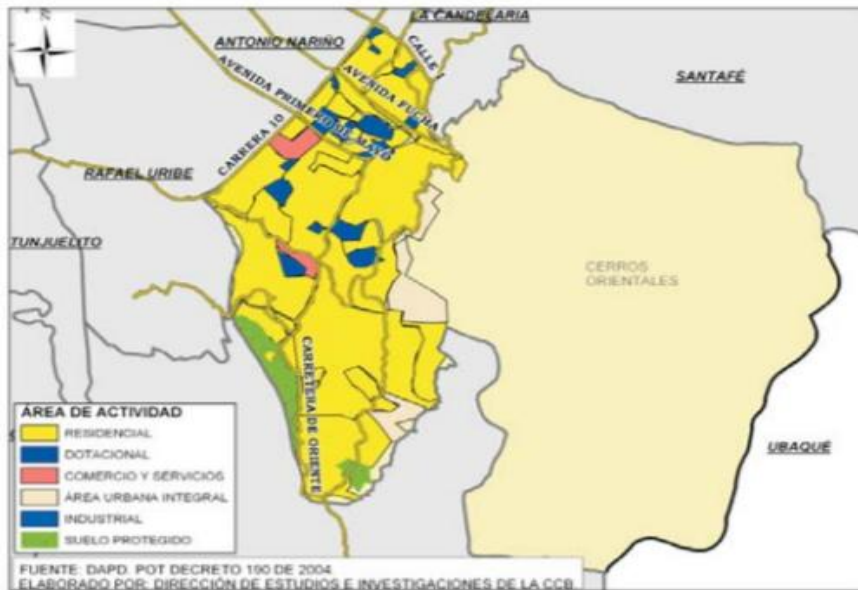 LA CANDELARIA
ANTONIO NARIÑO
CALLE 1
SANTAFÉ
AVENIDA FUCHA
AVENIDA PRIMERO DE MAYO
CARRERA 10
RAFAEL URIBE
TUNJUELITO
CERROS
ORIENTALES
CARRETERA DE ORIENTE
UBAQUÉ
ÁREA DE ACTIVIDAD
RESIDENCIAL
DOTACIONAL
COMERCIO Y SERVICIOS
ÁREA URBANA INTEGRAL
INDUSTRIAL
SUELO PROTEGIDO
FUENTE: DAPD. POT DECRETO 190 DE 2004.
ELABORADO POR: DIRECCIÓN DE ESTUDIOS E INVESTIGACIONES DE LA CCB